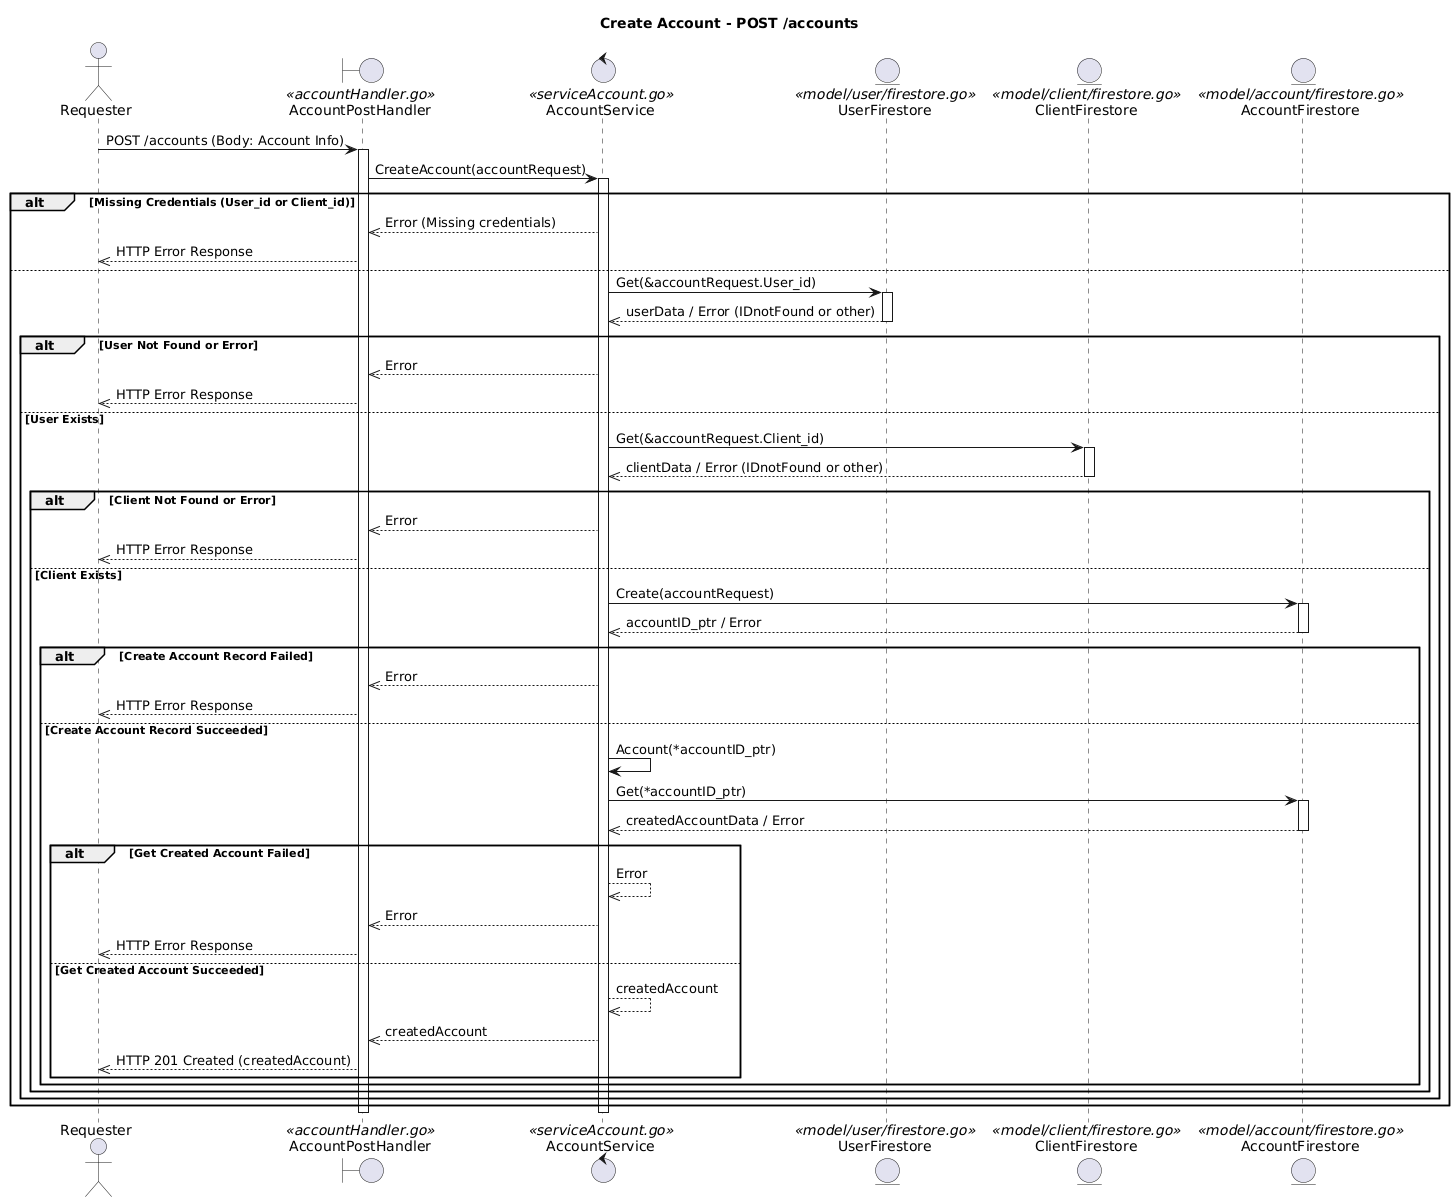 Create Account - POST /accounts
«accountHandler.go» «serviceAccount.go» «model/user/firestore.go» «model/client/firestore.go» «model/account/firestore.go»
Requester AccountPostHandler AccountService UserFirestore ClientFirestore AccountFirestore
POST /accounts (Body: Account Info)
CreateAccount(accountRequest)
alt [Missing Credentials (User_id or Client_id)]
Error (Missing credentials)
HTTP Error Response
Get(&accountRequest.User_id)
userData / Error (IDnotFound or other)
alt [User Not Found or Error]
Error
HTTP Error Response
[User Exists]
Get(&accountRequest.Client_id)
clientData / Error (IDnotFound or other)
alt [Client Not Found or Error]
Error
HTTP Error Response
[Client Exists]
Create(accountRequest)
accountID_ptr / Error
alt [Create Account Record Failed]
Error
HTTP Error Response
[Create Account Record Succeeded]
Account(*accountID_ptr)
Get(*accountID_ptr)
createdAccountData / Error
alt [Get Created Account Failed]
Error
Error
HTTP Error Response
[Get Created Account Succeeded]
createdAccount
createdAccount
HTTP 201 Created (createdAccount)
Requester «accountHandler.go» «serviceAccount.go» «model/user/firestore.go» «model/client/firestore.go» «model/account/firestore.go»
AccountPostHandler AccountService UserFirestore ClientFirestore AccountFirestore